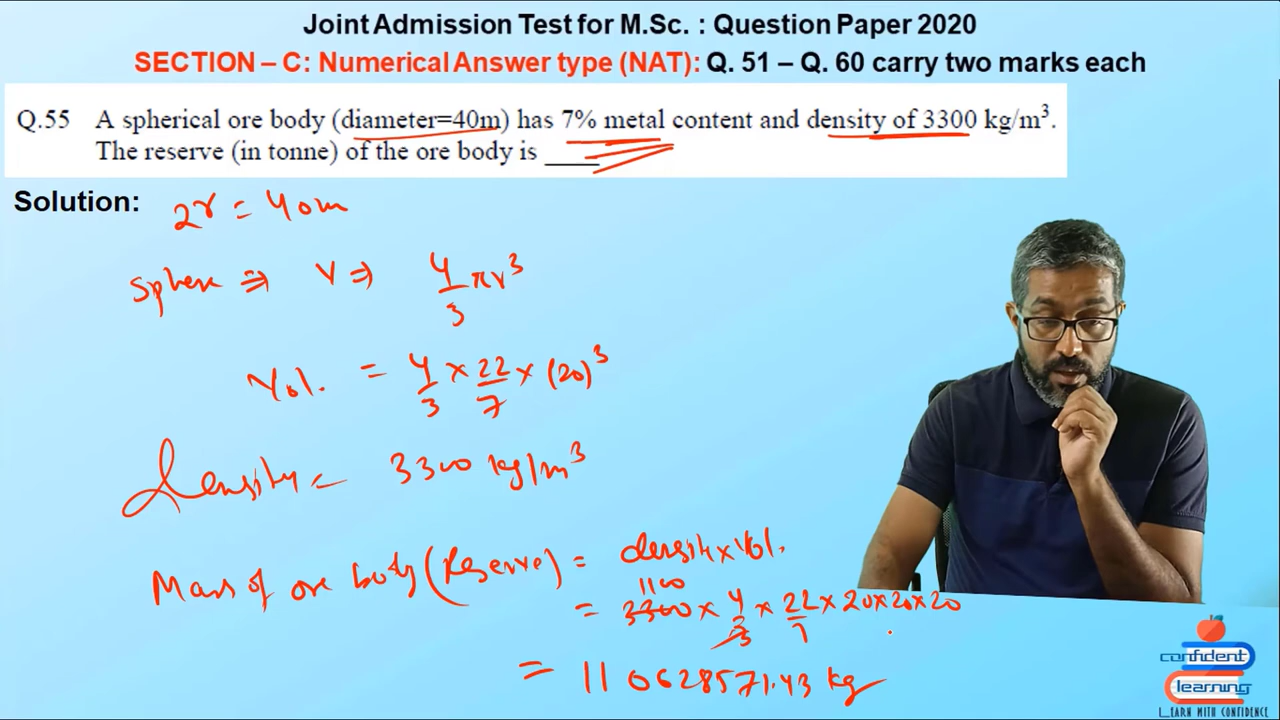 Joint Admission Test for M.Sc. : Question Paper 2020
SECTION – C: Numerical Answer type (NAT): Q. 51 – Q. 60 carry two marks each
Q.55 A spherical ore body (diameter=40m) has 7% metal content and density of 3300 kg/m³.
The reserve (in tonne) of the ore body is ____
Solution: 2r = 40m
Sphere ⇒ V ⇒ 4/3 πr³
Vol. = 4/3 × 22/7 × (20)³
Density = 3300 kg/m³
Mass of ore body (Reserve) = density × Vol.
1100
= 3300 × 4/3 × 22/7 × 20×20×20
= 110628571.43 kg
confident
learning
LEARN WITH CONFIDENCE